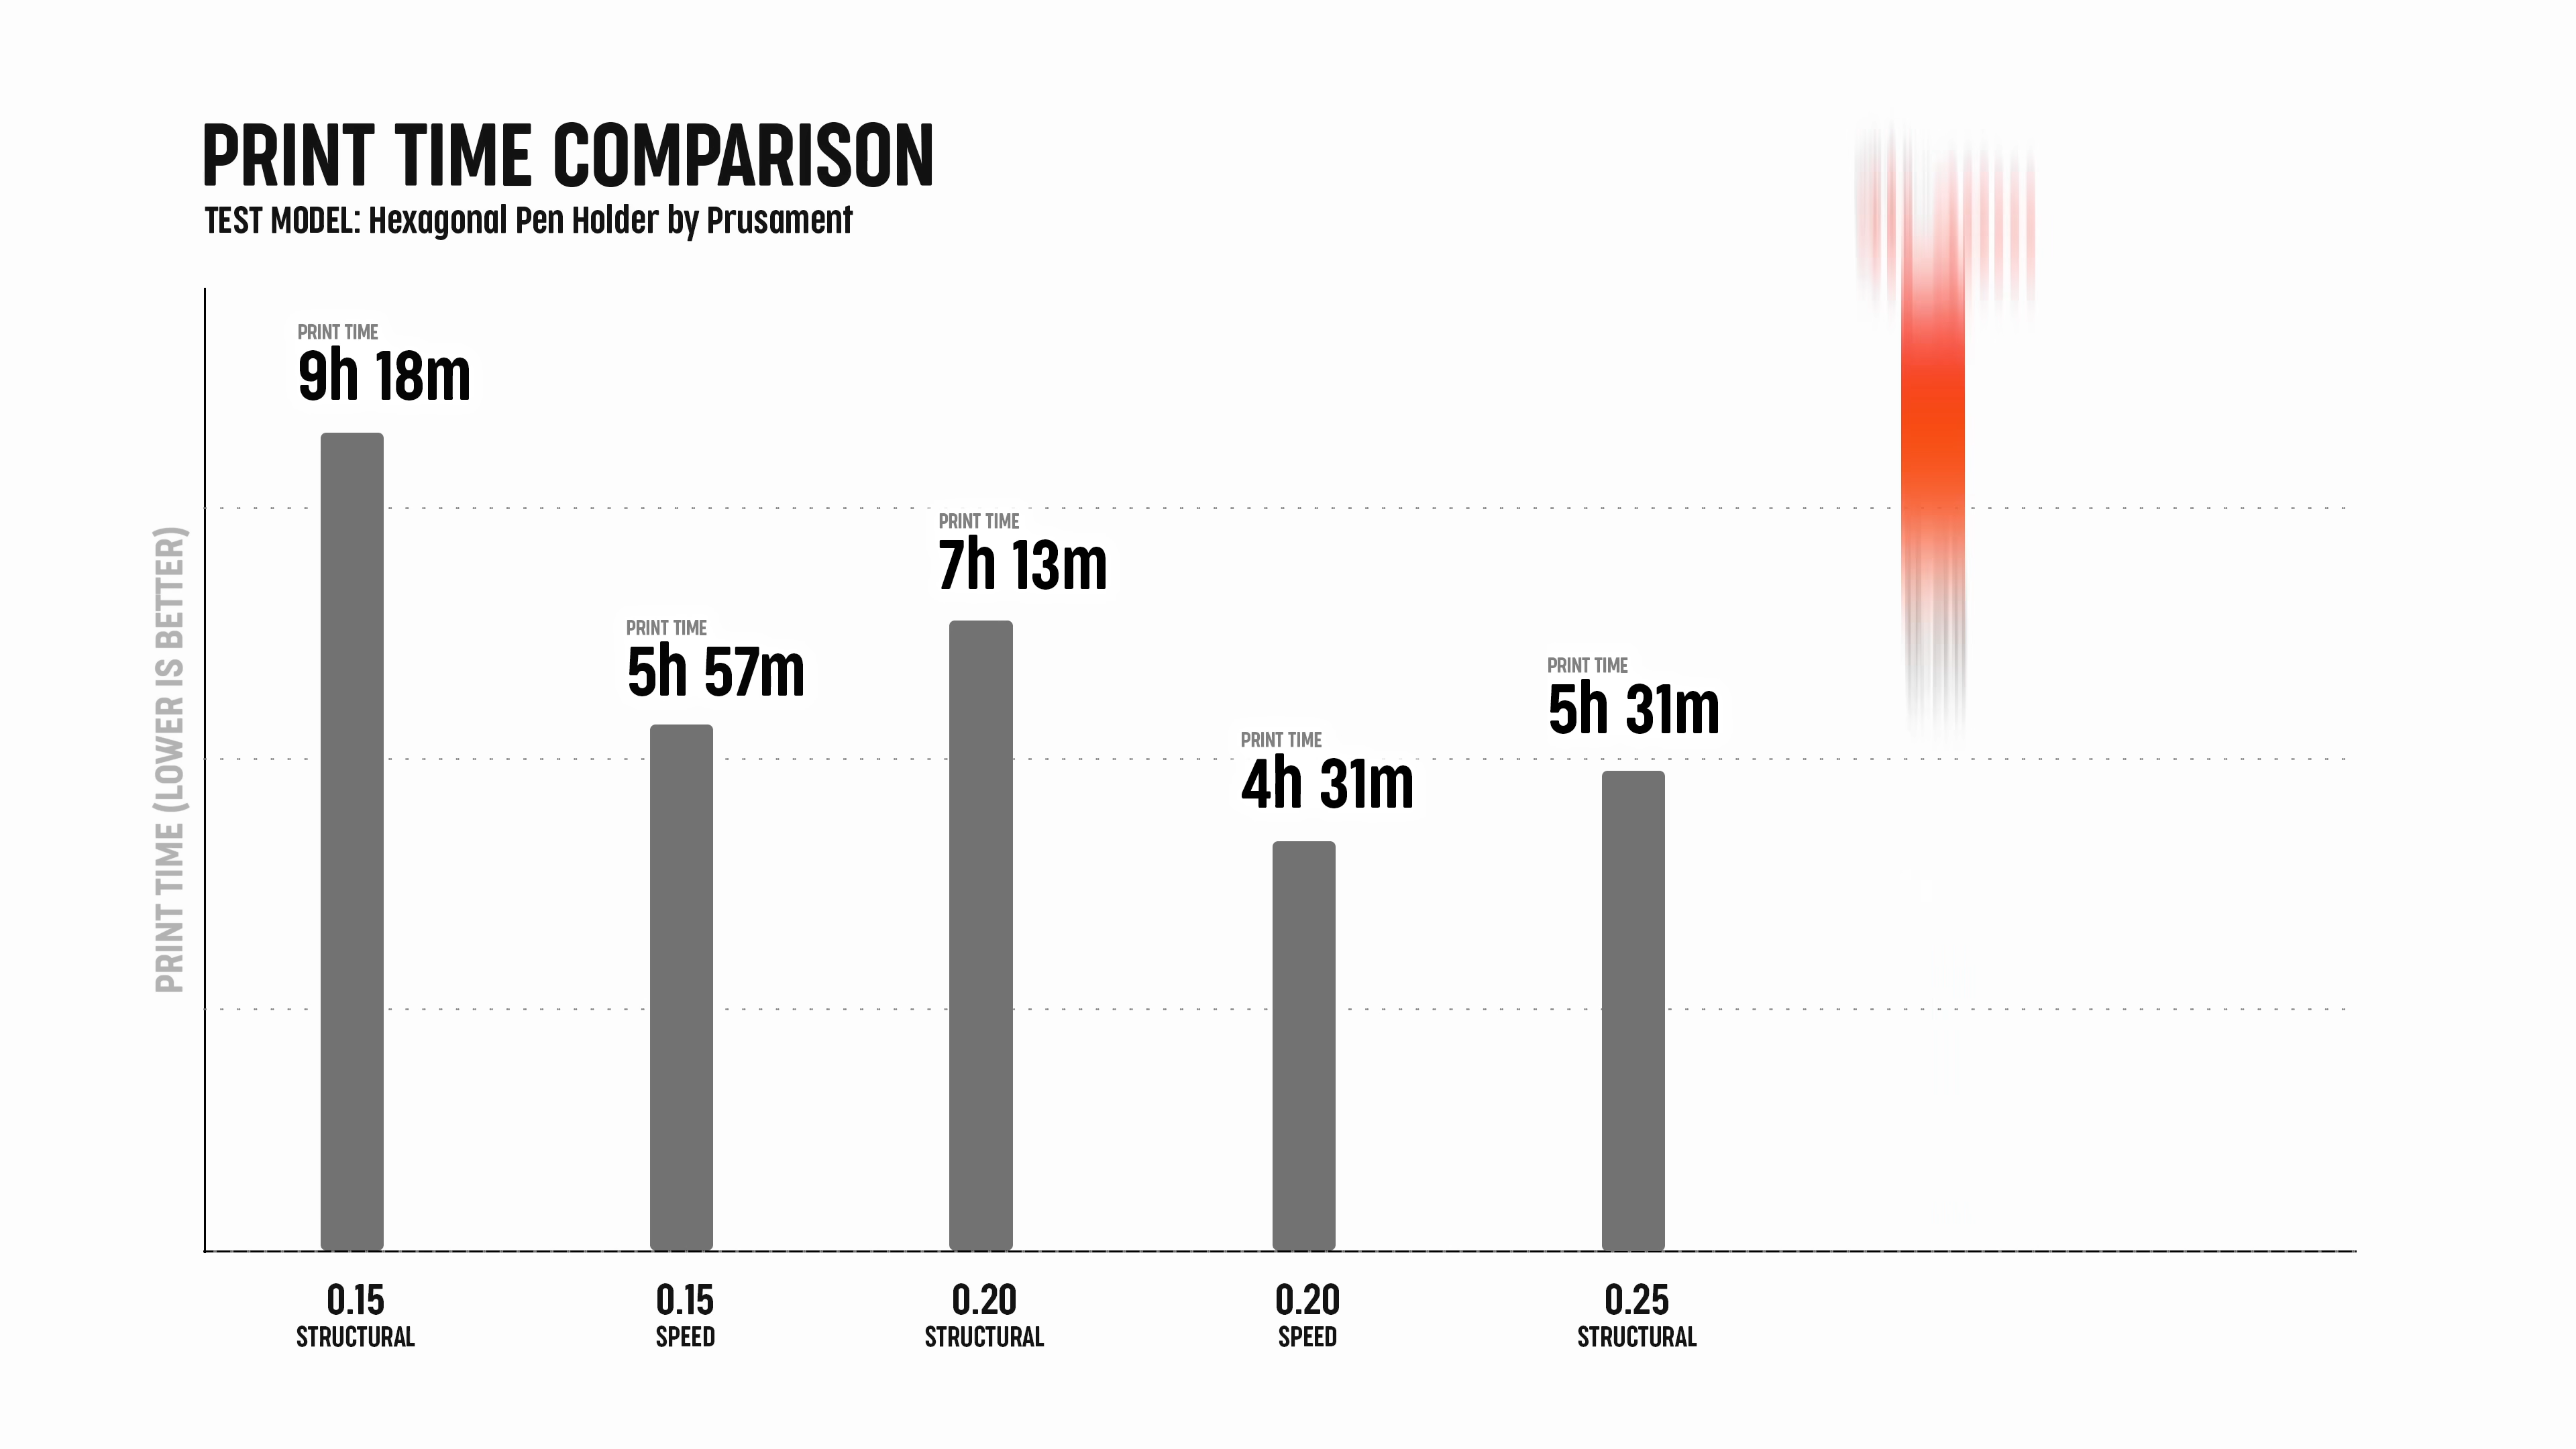 PRINT TIME COMPARISON
TEST MODEL: Hexagonal Pen Holder by Prusament
PRINT TIME (LOWER IS BETTER)
PRINT TIME
9h 18m
PRINT TIME
5h 57m
PRINT TIME
7h 13m
PRINT TIME
4h 31m
PRINT TIME
5h 31m
0.15
STRUCTURAL
0.15
SPEED
0.20
STRUCTURAL
0.20
SPEED
0.25
STRUCTURAL